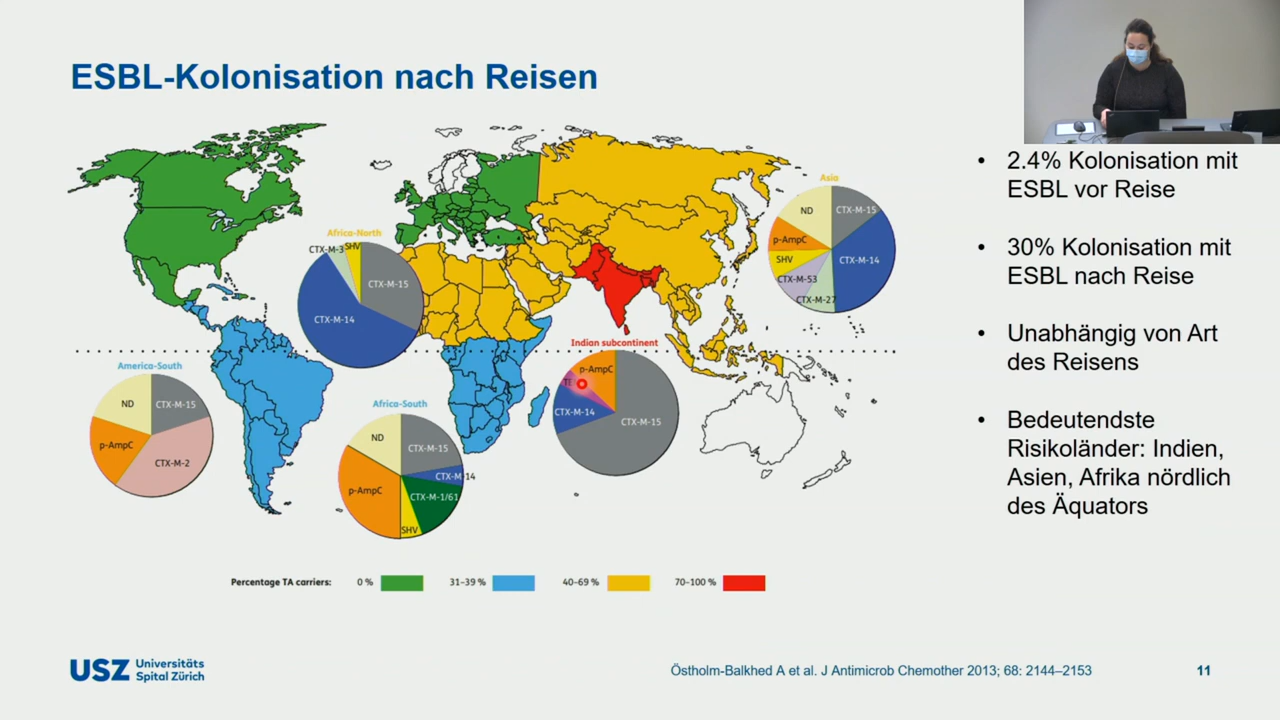 ESBL-Kolonisation nach Reisen
2.4% Kolonisation mit
ESBL vor Reise
30% Kolonisation mit
ESBL nach Reise
Unabhängig von Art
des Reisens
Bedeutendste
Risikoländer: Indien,
Asien, Afrika nördlich
des Äquators
Asia
ND
CTX-M-15
p-AmpC
SHV
CTX-M-14
CTX-M-53
CTX-M-27
Africa-North
CTX-M-3
SHV
CTX-M-15
CTX-M-14
Indian subcontinent
p-AmpC
CTX-M-14
CTX-M-15
America-South
ND
CTX-M-15
p-AmpC
CTX-M-2
Africa-South
ND
CTX-M-15
CTX-M-14
p-AmpC
CTX-M-1/61
SHV
Percentage TA carriers: 0 % 31–39 % 40–69 % 70–100 %
USZ Universitäts
Spital Zürich
Östholm-Balkhed A et al. J Antimicrob Chemother 2013; 68: 2144–2153
11